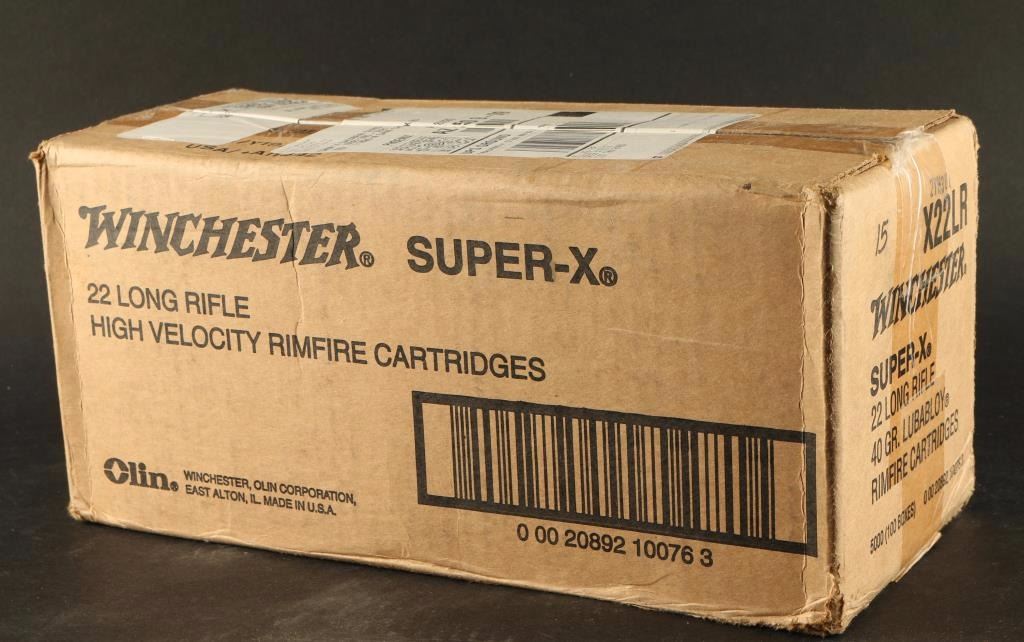 WINCHESTER® SUPER-X®
22 LONG RIFLE
HIGH VELOCITY RIMFIRE CARTRIDGES
Olin®
WINCHESTER, OLIN CORPORATION,
EAST ALTON, IL. MADE IN U.S.A.
0 00 20892 10076 3
15
X22LR
WINCHESTER®
SUPER-X®
22 LONG RIFLE
40 GR. LUBALOY®
RIMFIRE CARTRIDGES
5000 (100 BOXES)